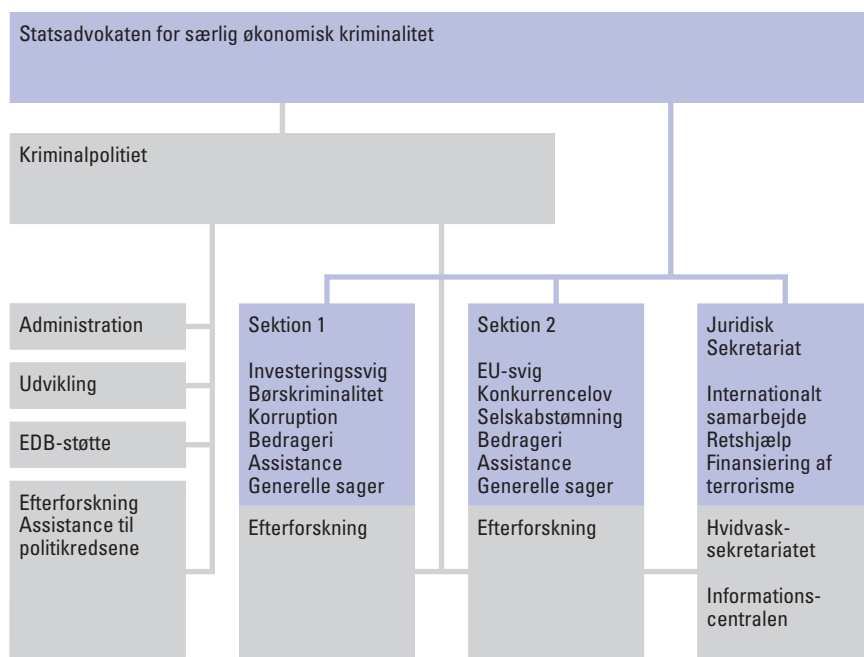 Statsadvokaten for særlig økonomisk kriminalitet
Kriminalpolitiet
Administration
Udvikling
EDB-støtte
Efterforskning
Assistance til
politikredsene
Sektion 1
Investeringssvig
Børskriminalitet
Korruption
Bedrageri
Assistance
Generelle sager
Efterforskning
Sektion 2
EU-svig
Konkurrencelov
Selskabstømning
Bedrageri
Assistance
Generelle sager
Efterforskning
Juridisk
Sekretariat
Internationalt
samarbejde
Retshjælp
Finansiering af
terrorisme
Hvidvask-
sekretariatet
Informations-
centralen